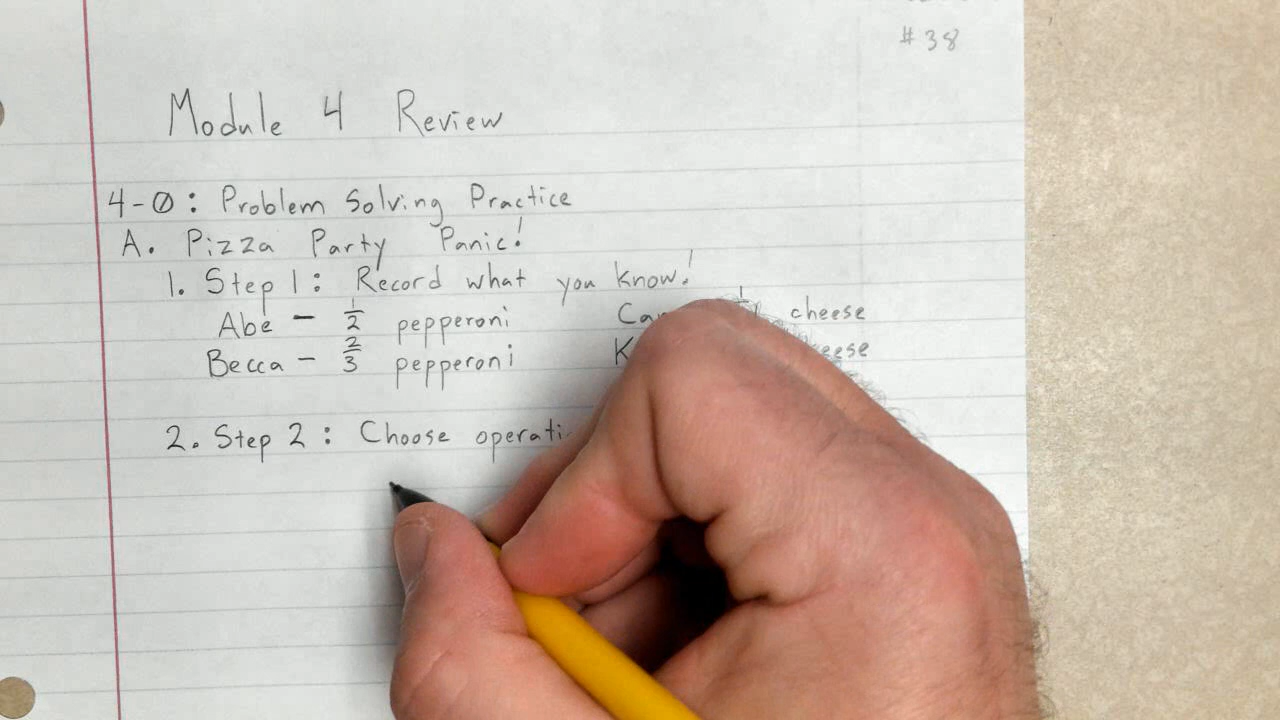 #38
Module 4 Review
4-0: Problem Solving Practice
A. Pizza Party Panic!
1. Step 1: Record what you know!
Abe - 1/2 pepperoni cheese
Becca - 2/3 pepperoni
2. Step 2: Choose